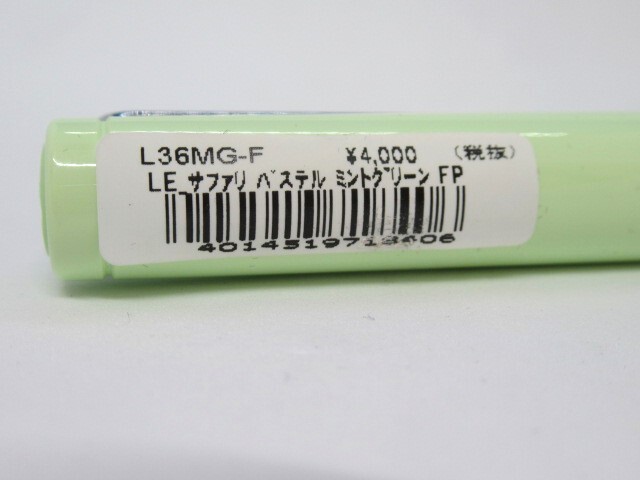 L36MG-F ¥4,000 (税抜)
LE サファリ パステル ミントグリーン FP